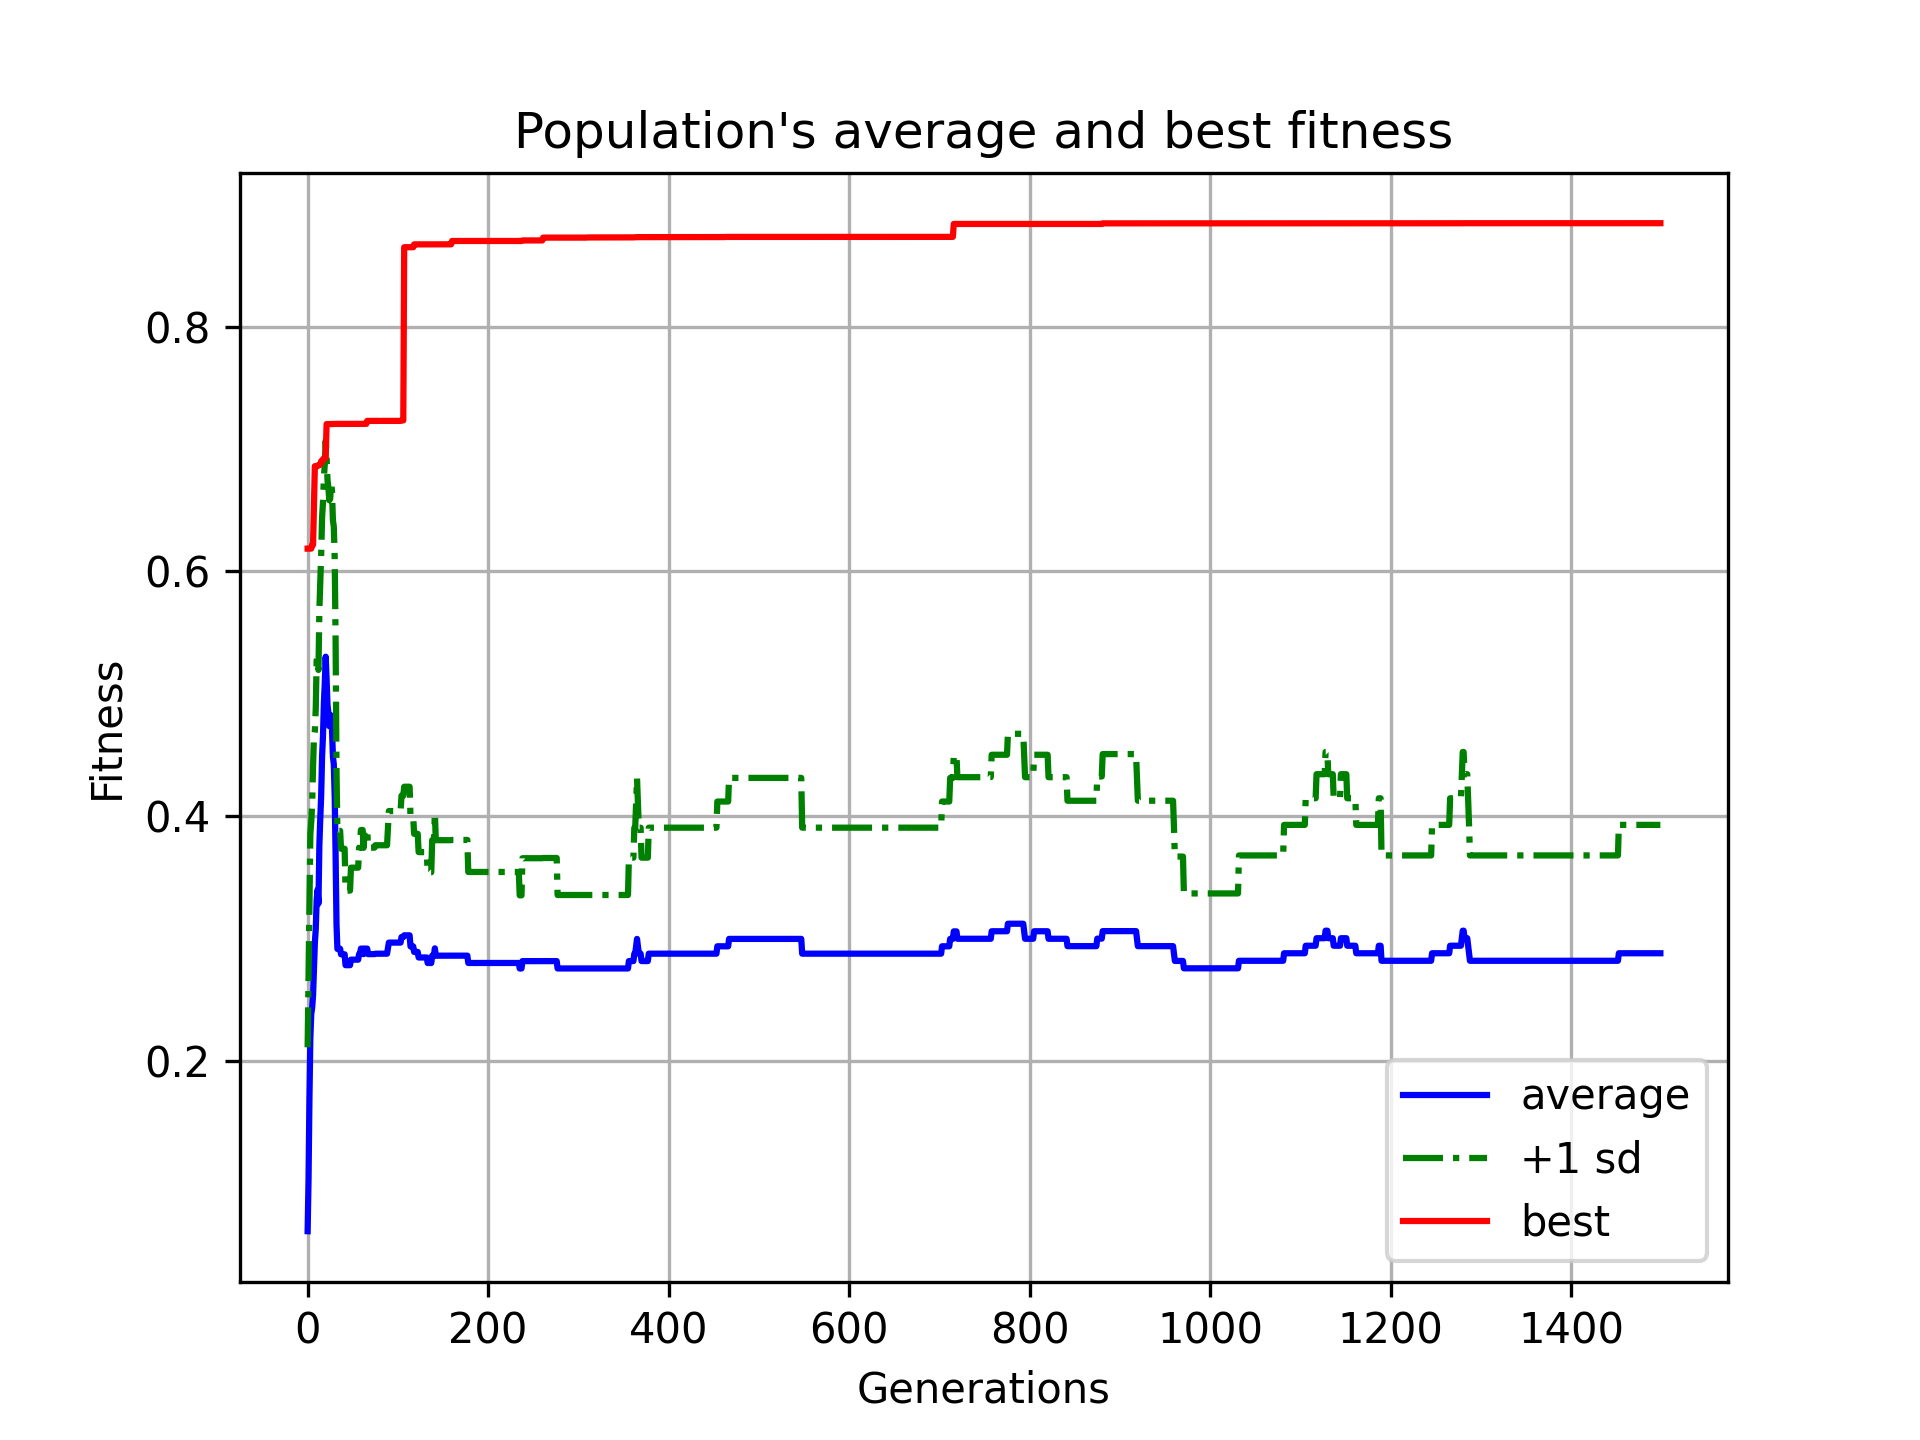 Population's average and best fitness
Fitness
0.8
0.6
0.4
0.2
0 200 400 600 800 1000 1200 1400
Generations
average
+1 sd
best